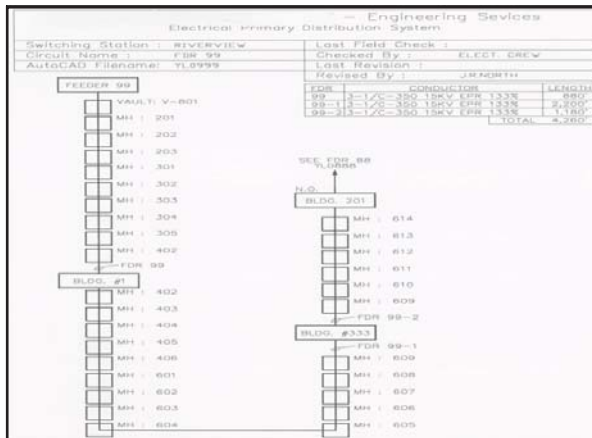 — Engineering Sevices
Electrical Primary Distribution System
Switching Station : RIVERVIEW
Circuit Name : FDR 99
AutoCAD Filename: YL0999
Last Field Check :
Checked By : ELECT. CREW
Last Revision :
Revised By : J.R.NORTH
FDR CONDUCTOR LENGTH
99 3-1/C-350 15KV EPR 133% 880'
99-1 3-1/C-350 15KV EPR 133% 2,200'
99-2 3-1/C-350 15KV EPR 133% 1,180'
TOTAL 4,260'
FEEDER 99
VAULT: V-801
MH : 201
MH : 202
MH : 203
MH : 301
MH : 302
MH : 303
MH : 304
MH : 305
MH : 402
FDR 99
BLDG. #1
MH : 402
MH : 403
MH : 404
MH : 405
MH : 406
MH : 601
MH : 602
MH : 603
MH : 604
SEE FDR 88
YL0888
N.O.
BLDG. 201
MH : 614
MH : 613
MH : 612
MH : 611
MH : 610
MH : 609
FDR 99-2
BLDG. #333
FDR 99-1
MH : 609
MH : 608
MH : 607
MH : 606
MH : 605